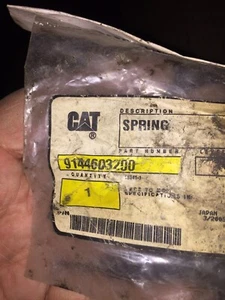 DESCRIPTION
CAT ® SPRING
PART NUMBER
9144603200
QUANTITY
1
JAPAN